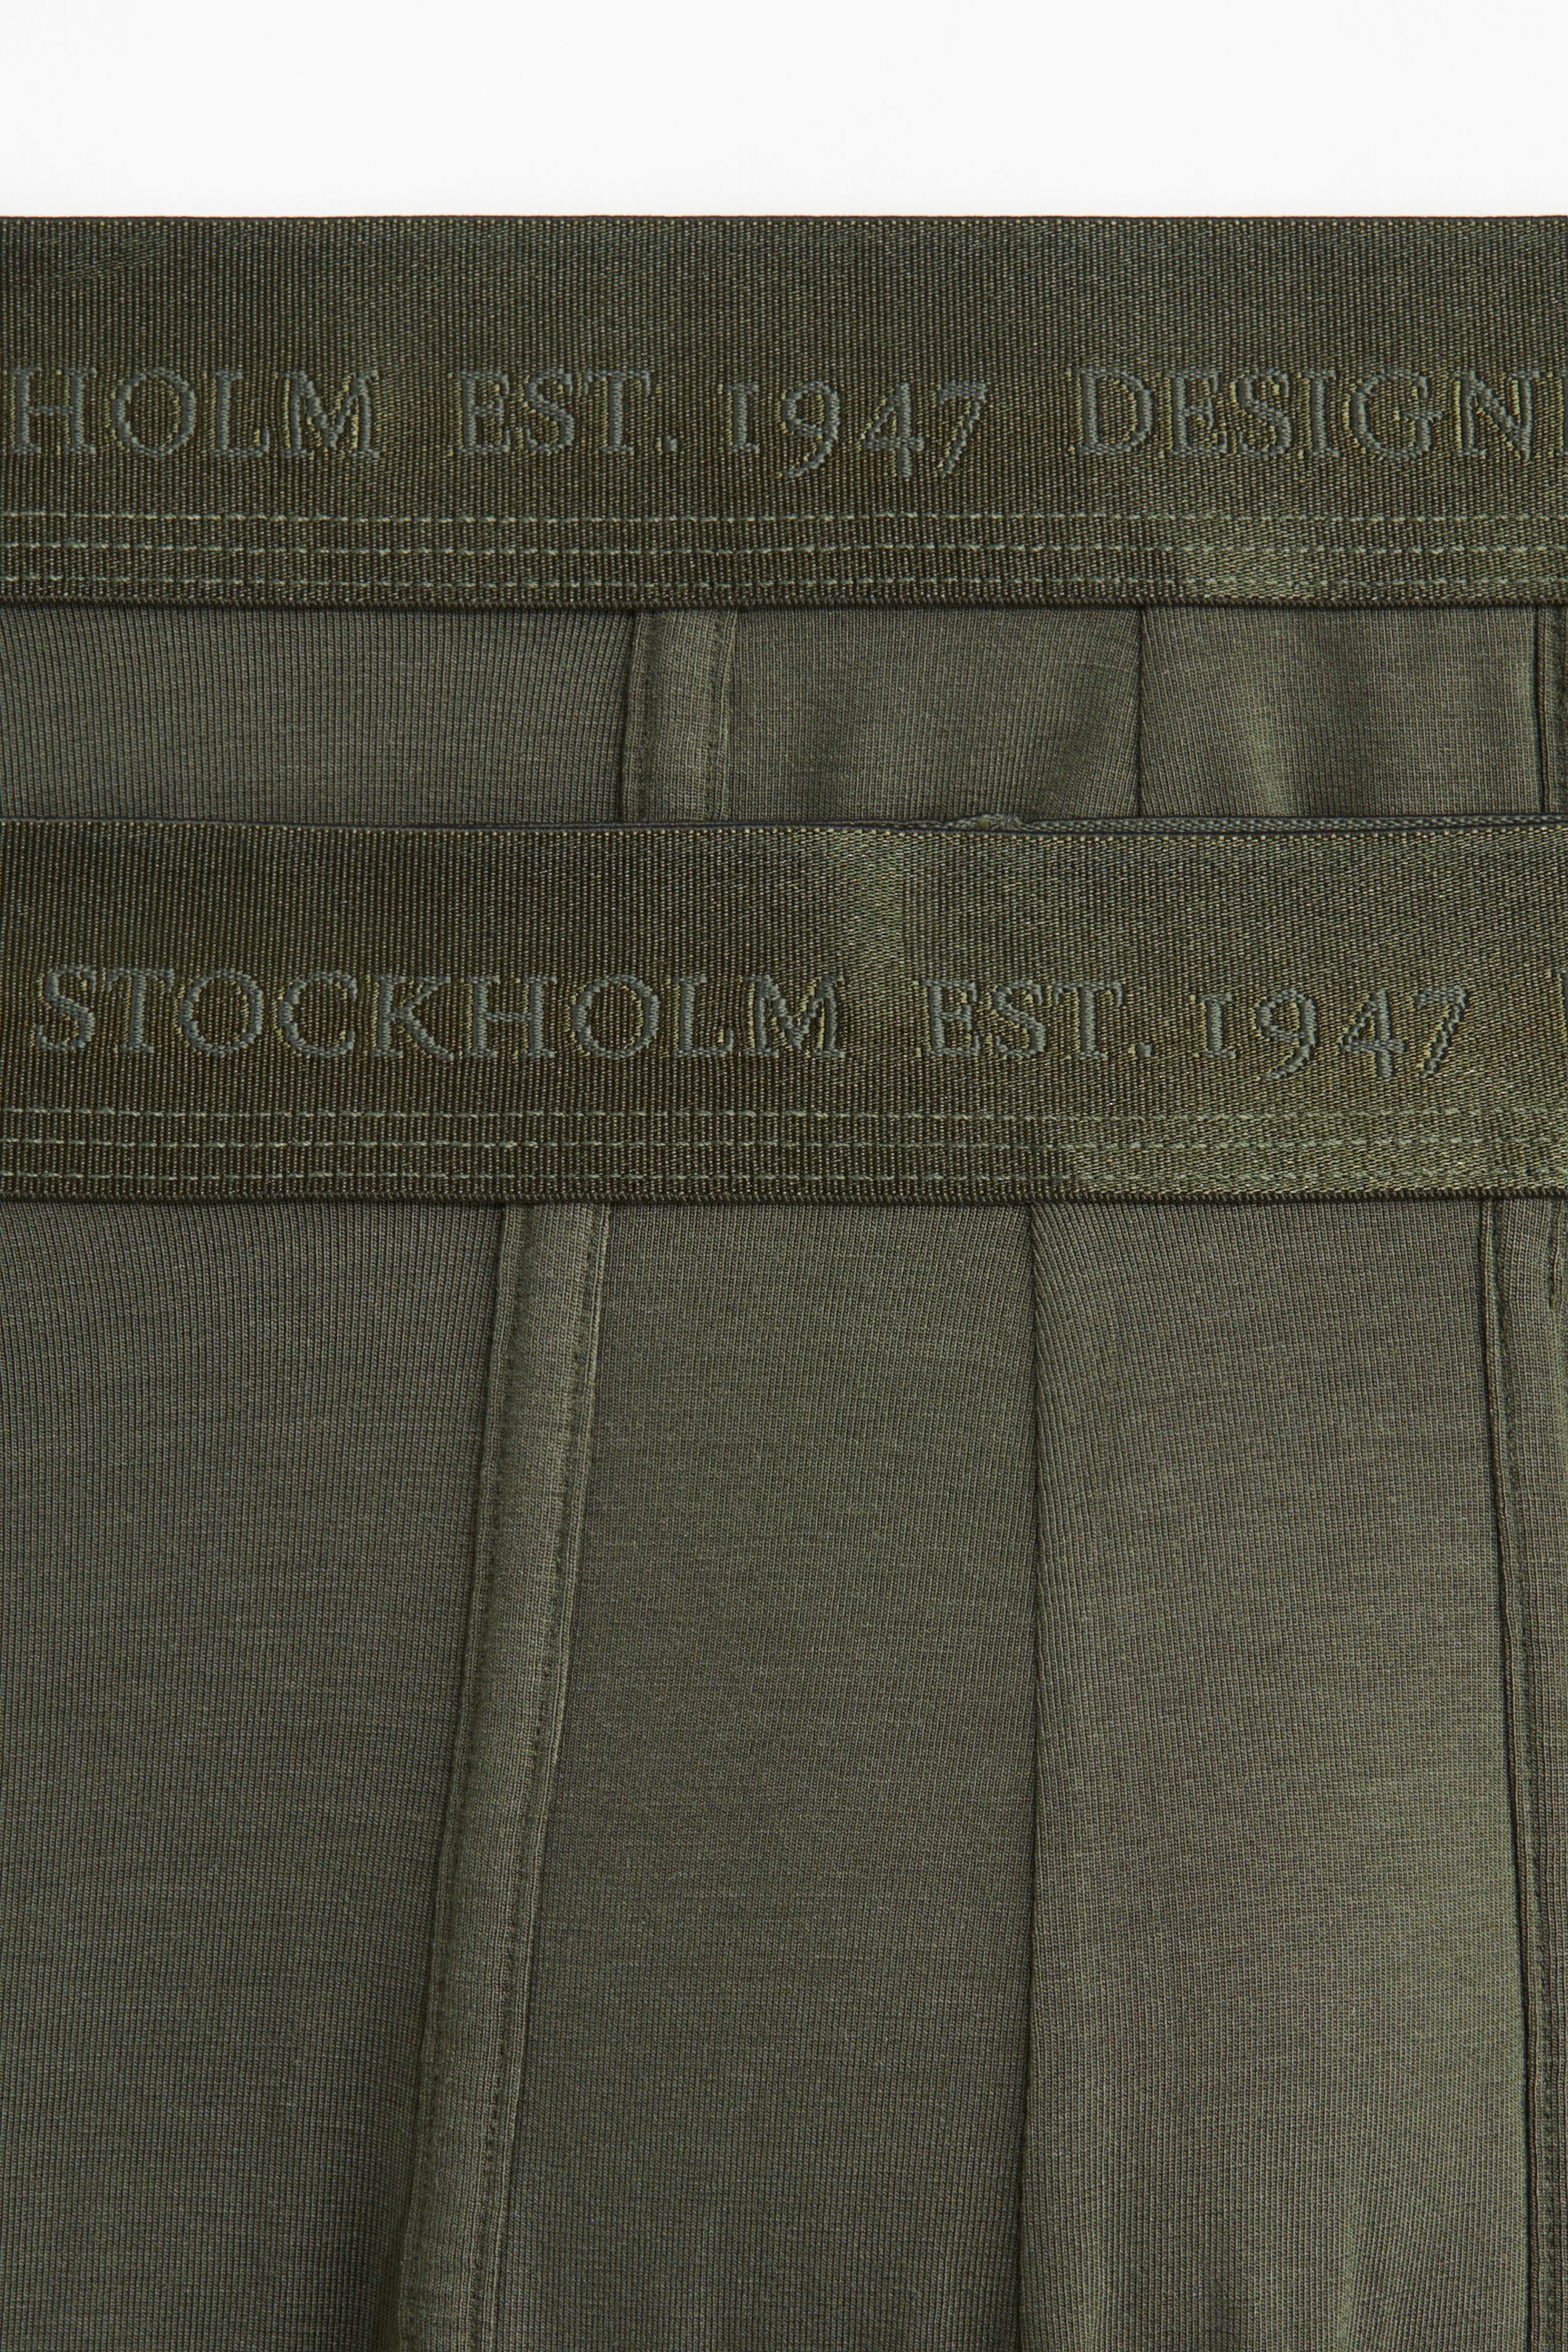 HOLM EST. 1947 DESIGN
STOCKHOLM EST. 1947